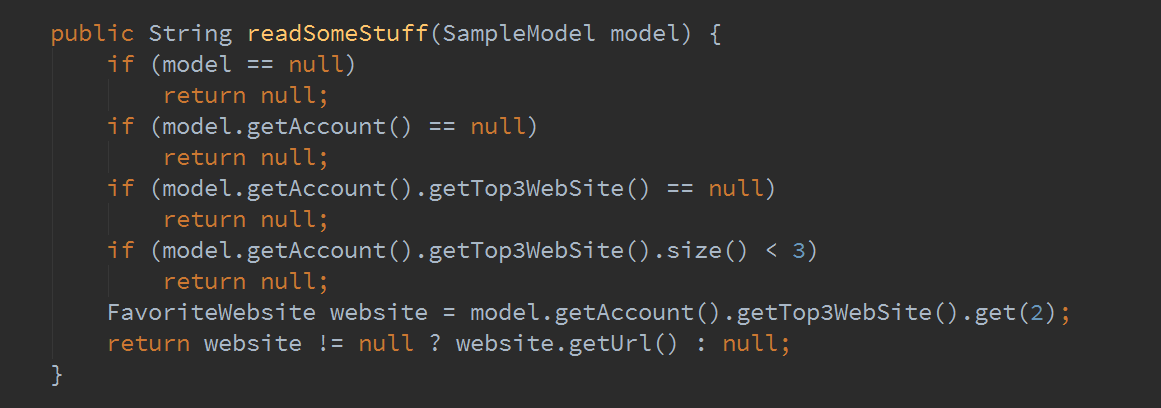 public String readSomeStuff(SampleModel model) {
if (model == null)
return null;
if (model.getAccount() == null)
return null;
if (model.getAccount().getTop3WebSite() == null)
return null;
if (model.getAccount().getTop3WebSite().size() < 3)
return null;
FavoriteWebsite website = model.getAccount().getTop3WebSite().get(2);
return website != null ? website.getUrl() : null;
}